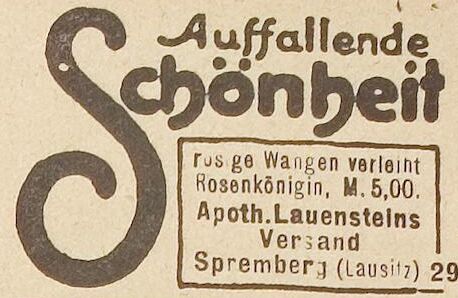 Auffallende
Schönheit
rosige Wangen verleiht
Rosenkönigin, M. 5,00.
Apoth. Lauensteins
Versand
Spremberg (Lausitz) 29